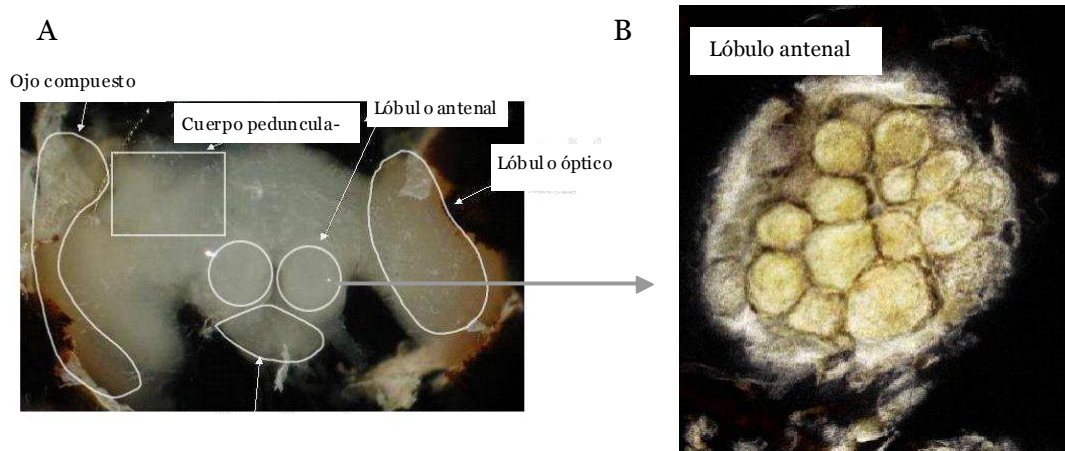 A
B
Ojo compuesto
Cuerpo peduncula-
Lóbulo antenal
Lóbulo óptico
Lóbulo antenal